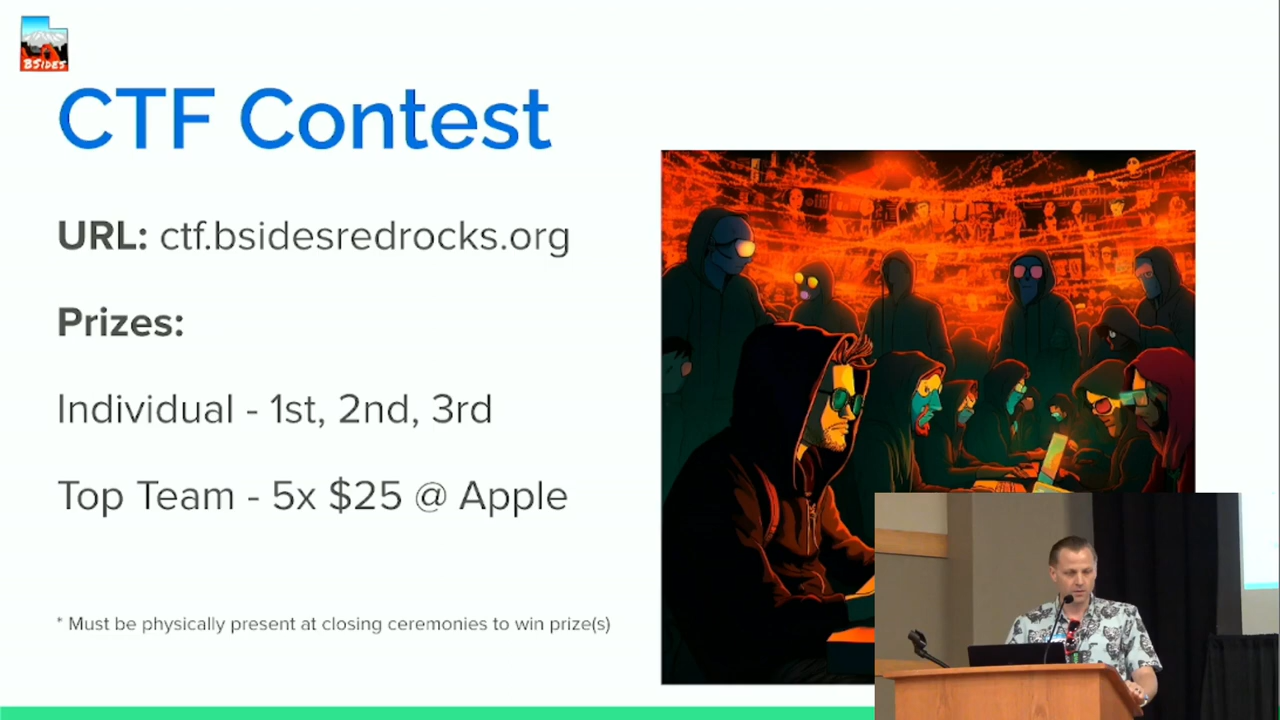 BSiDES
CTF Contest
URL: ctf.bsidesredrocks.org
Prizes:
Individual - 1st, 2nd, 3rd
Top Team - 5x $25 @ Apple
* Must be physically present at closing ceremonies to win prize(s)